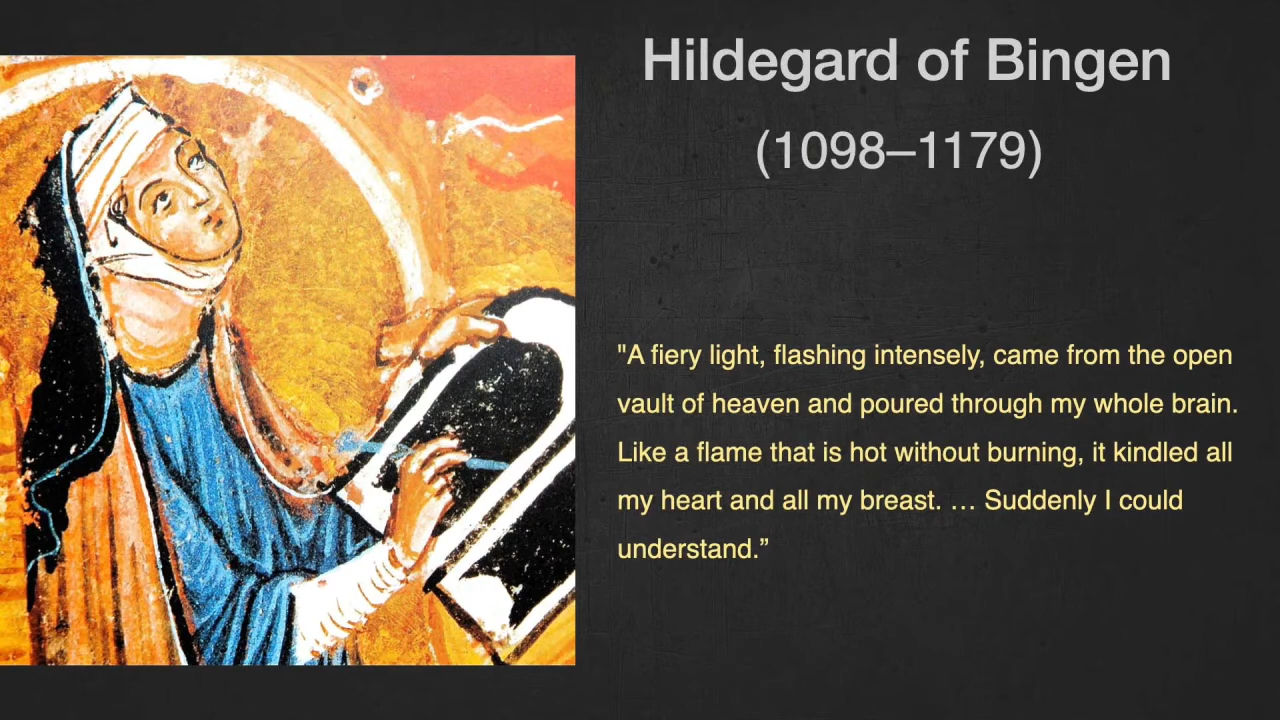 Hildegard of Bingen
(1098–1179)
"A fiery light, flashing intensely, came from the open
vault of heaven and poured through my whole brain.
Like a flame that is hot without burning, it kindled all
my heart and all my breast. … Suddenly I could
understand.”